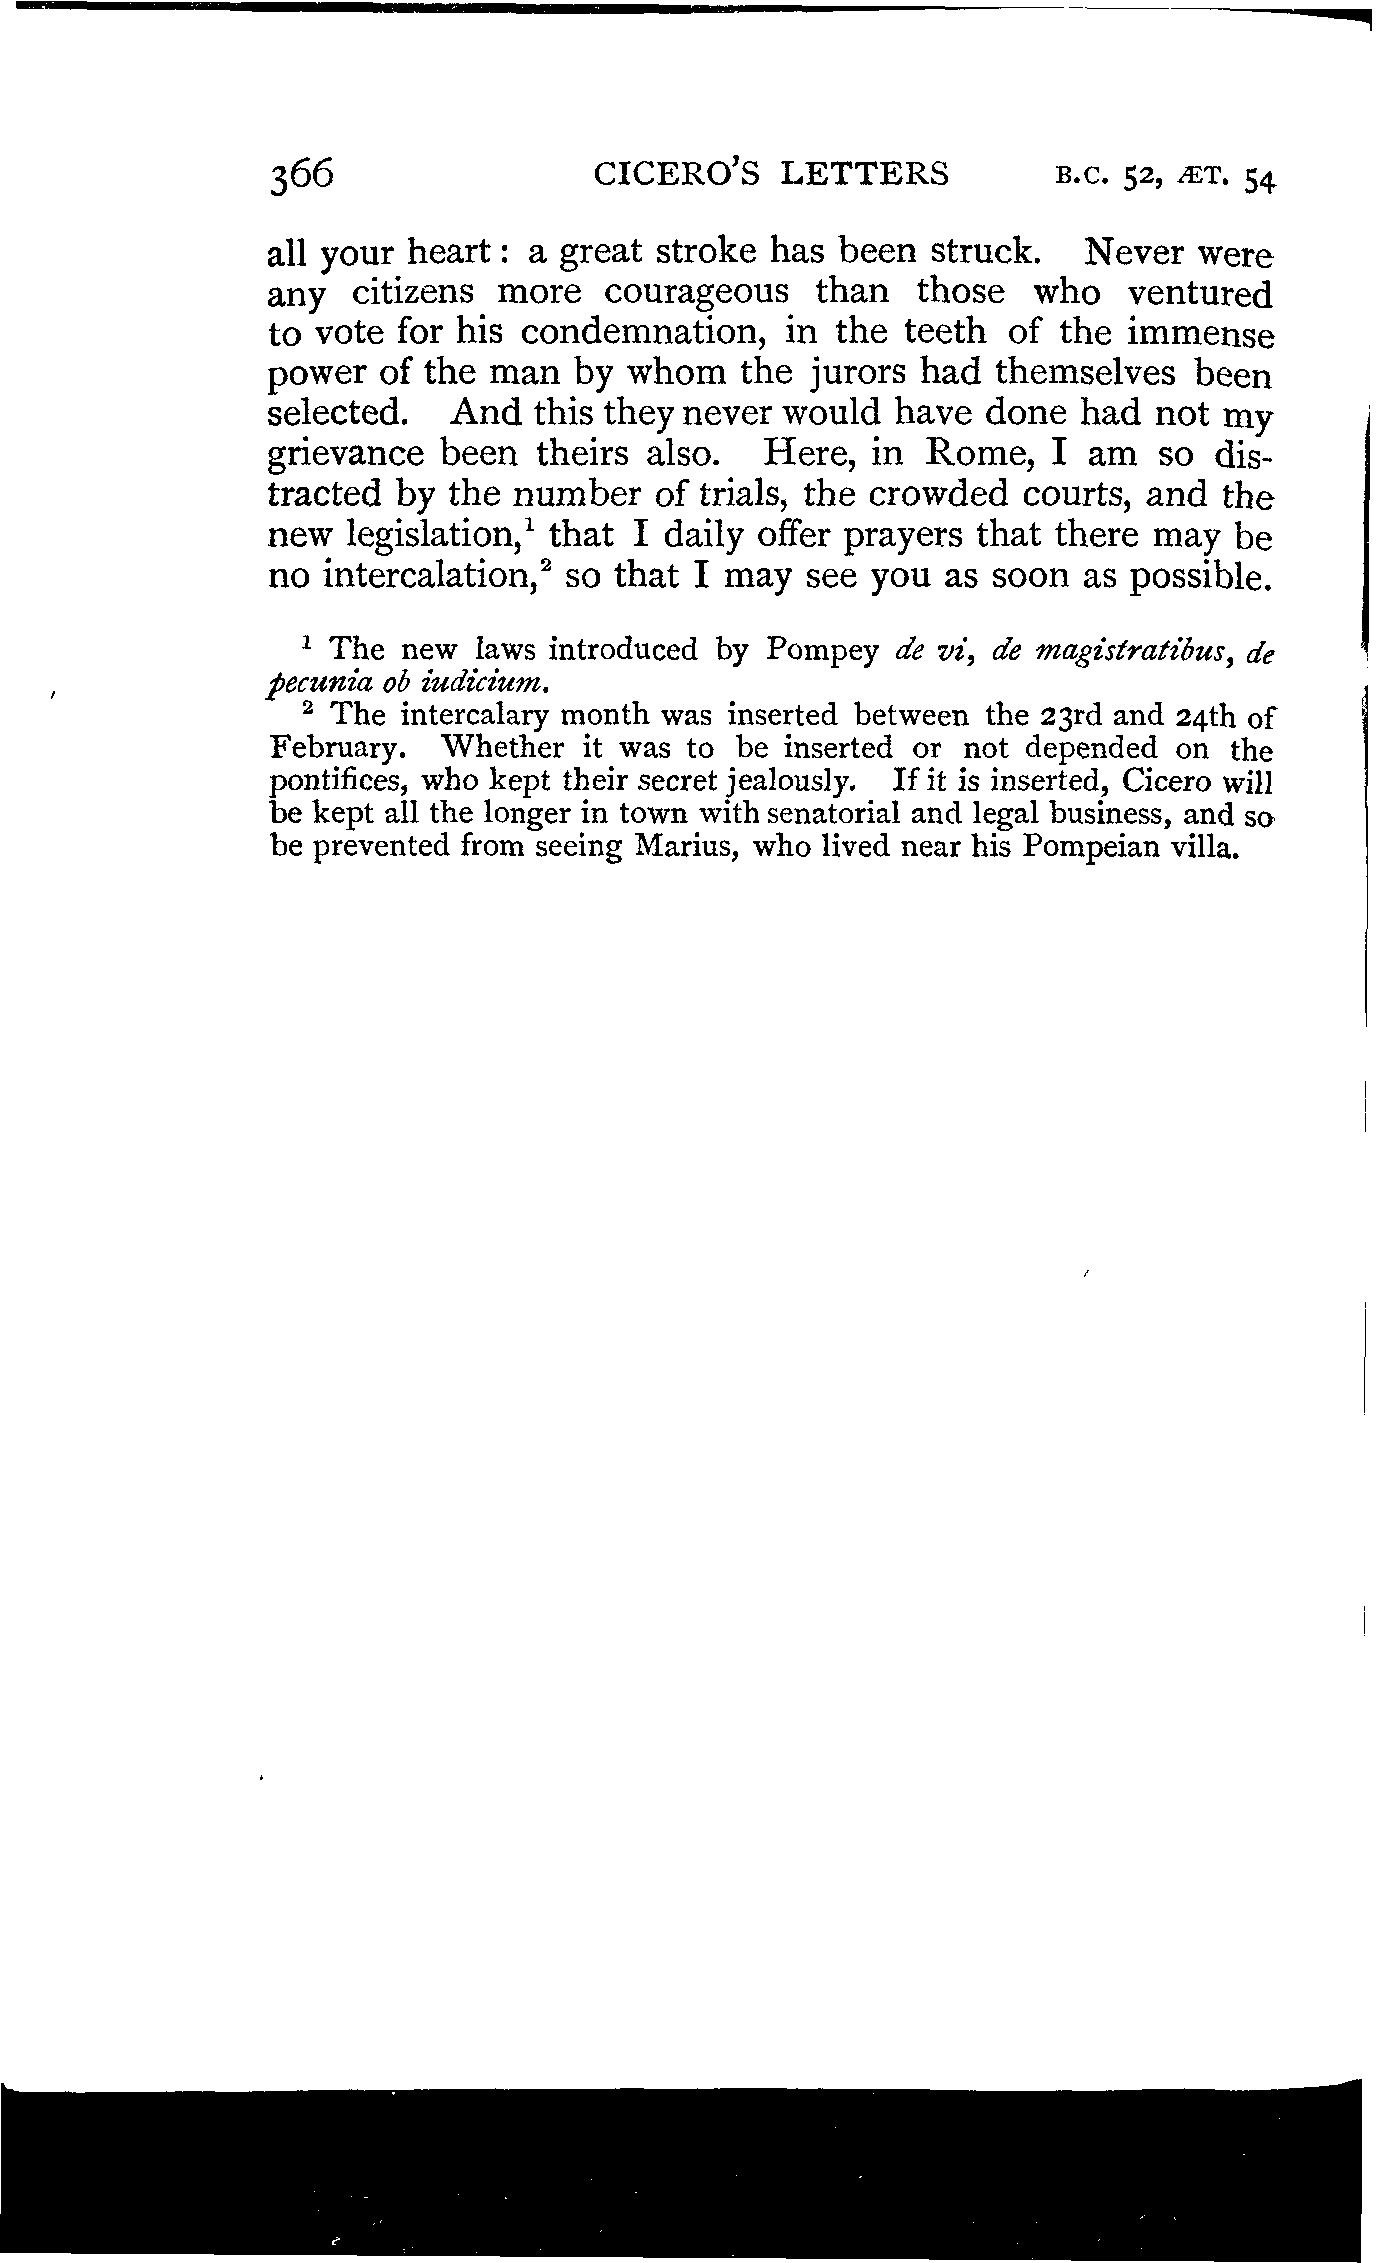 366 CICERO'S LETTERS B.C. 52, ÆT. 54
all your heart : a great stroke has been struck. Never were
any citizens more courageous than those who ventured
to vote for his condemnation, in the teeth of the immense
power of the man by whom the jurors had themselves been
selected. And this they never would have done had not my
grievance been theirs also. Here, in Rome, I am so dis-
tracted by the number of trials, the crowded courts, and the
new legislation,¹ that I daily offer prayers that there may be
no intercalation,² so that I may see you as soon as possible.
¹ The new laws introduced by Pompey de vi, de magistratibus, de
pecunia ob iudicium.
² The intercalary month was inserted between the 23rd and 24th of
February. Whether it was to be inserted or not depended on the
pontifices, who kept their secret jealously. If it is inserted, Cicero will
be kept all the longer in town with senatorial and legal business, and so
be prevented from seeing Marius, who lived near his Pompeian villa.